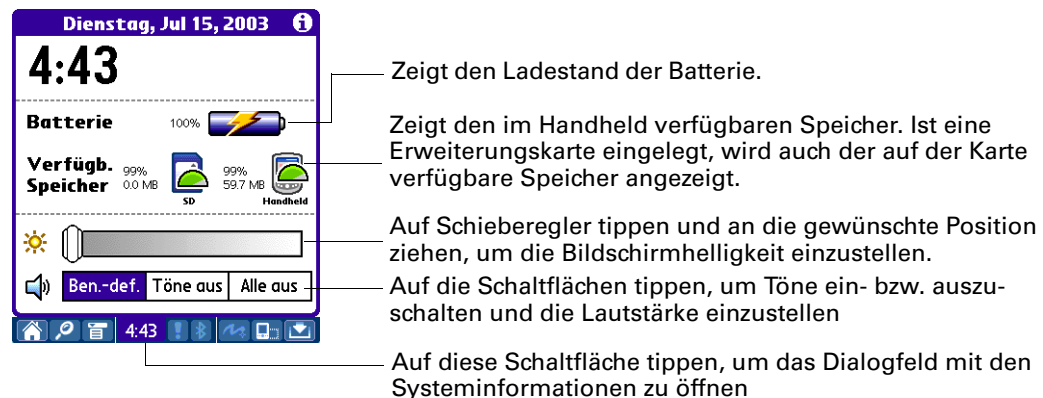 Dienstag, Jul 15, 2003
4:43
Batterie 100%
Verfügb. Speicher
99%
0.0 MB
SD
99%
59.7 MB
Handheld
Ben.-def. Töne aus Alle aus
4:43
Zeigt den Ladestand der Batterie.
Zeigt den im Handheld verfügbaren Speicher. Ist eine
Erweiterungskarte eingelegt, wird auch der auf der Karte
verfügbare Speicher angezeigt.
Auf Schieberegler tippen und an die gewünschte Position
ziehen, um die Bildschirmhelligkeit einzustellen.
Auf die Schaltflächen tippen, um Töne ein- bzw. auszu-
schalten und die Lautstärke einzustellen
Auf diese Schaltfläche tippen, um das Dialogfeld mit den
Systeminformationen zu öffnen